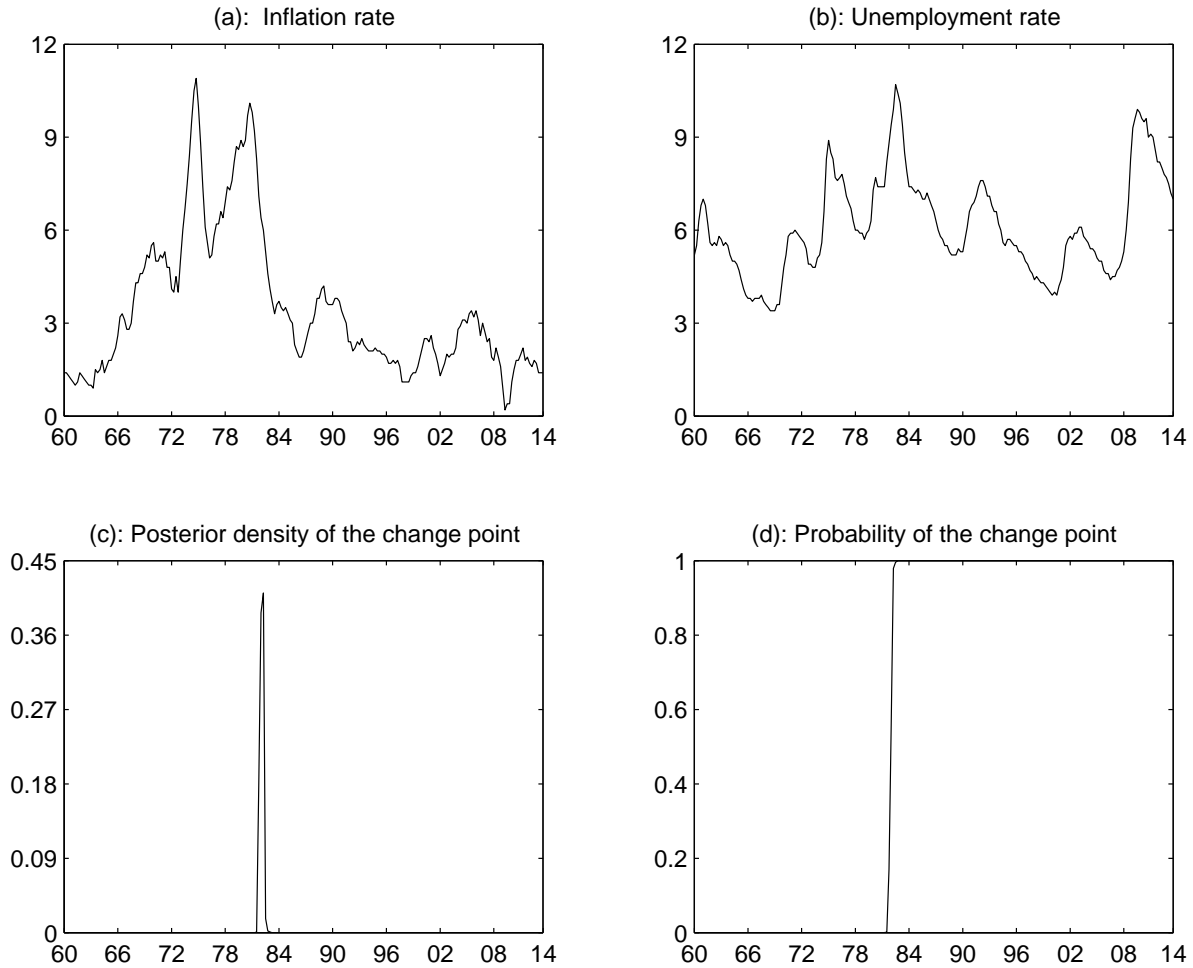 (a):  Inflation rate
12
9
6
3
0
60 66 72 78 84 90 96 02 08 14
(b): Unemployment rate
12
9
6
3
0
60 66 72 78 84 90 96 02 08 14
(c): Posterior density of the change point
0.45
0.36
0.27
0.18
0.09
0
60 66 72 78 84 90 96 02 08 14
(d): Probability of the change point
1
0.8
0.6
0.4
0.2
0
60 66 72 78 84 90 96 02 08 14